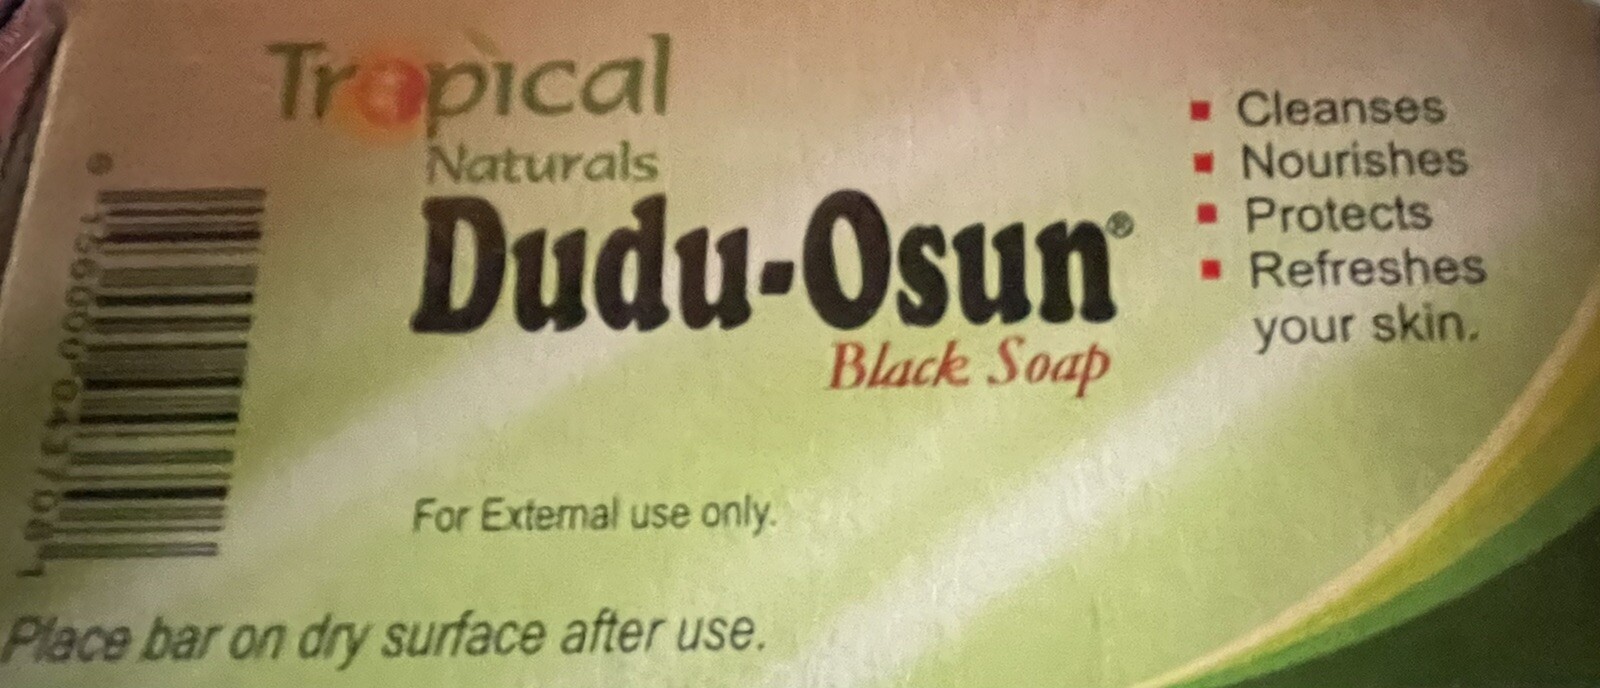 Tropical
Naturals
Dudu-Osun®
Black Soap
Cleanses
Nourishes
Protects
Refreshes
your skin.
For External use only.
Place bar on dry surface after use.